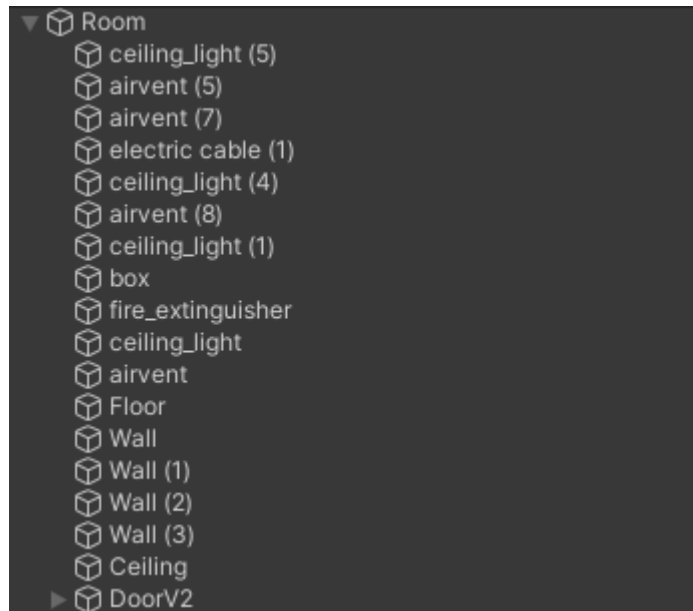 Room
ceiling_light (5)
airvent (5)
airvent (7)
electric cable (1)
ceiling_light (4)
airvent (8)
ceiling_light (1)
box
fire_extinguisher
ceiling_light
airvent
Floor
Wall
Wall (1)
Wall (2)
Wall (3)
Ceiling
DoorV2